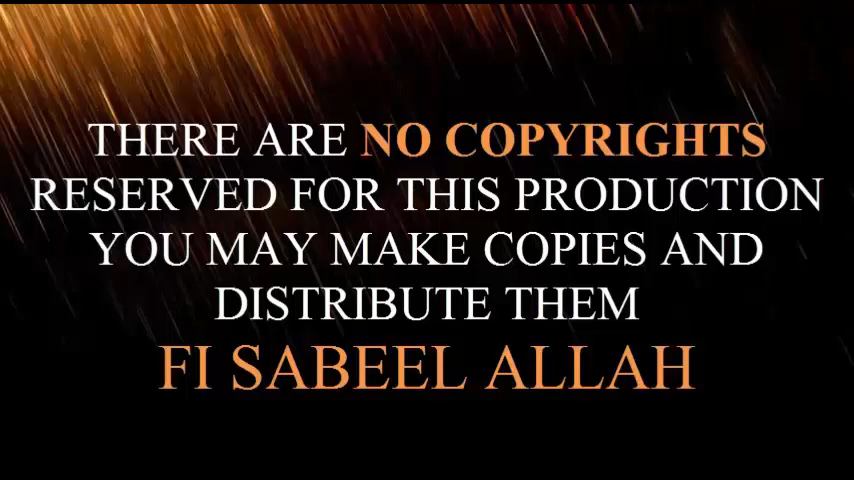 THERE ARE NO COPYRIGHTS
RESERVED FOR THIS PRODUCTION
YOU MAY MAKE COPIES AND
DISTRIBUTE THEM
FI SABEEL ALLAH